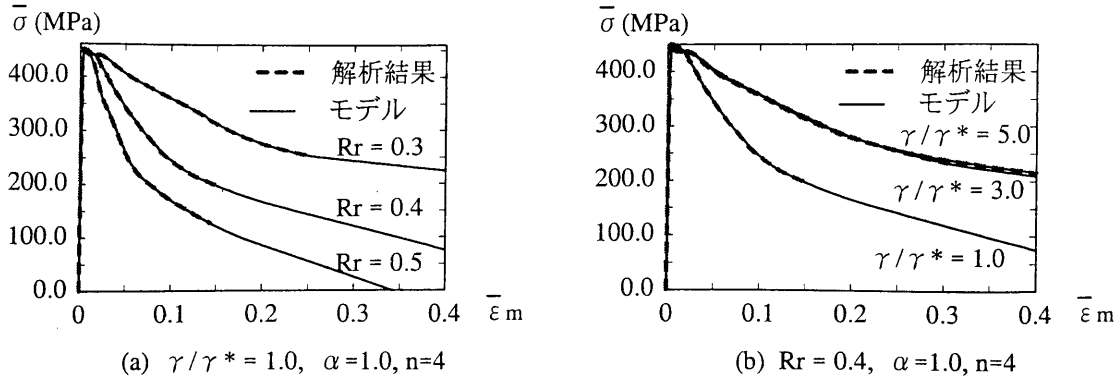 σ̅ (MPa)
400.0
300.0
200.0
100.0
0.0
0 0.1 0.2 0.3 0.4 ε̅ m
解析結果
モデル
Rr = 0.3
Rr = 0.4
Rr = 0.5
(a) γ/γ* = 1.0, α=1.0, n=4
σ̅ (MPa)
400.0
300.0
200.0
100.0
0.0
0 0.1 0.2 0.3 0.4 ε̅ m
解析結果
モデル
γ/γ* = 5.0
γ/γ* = 3.0
γ/γ* = 1.0
(b) Rr = 0.4, α=1.0, n=4